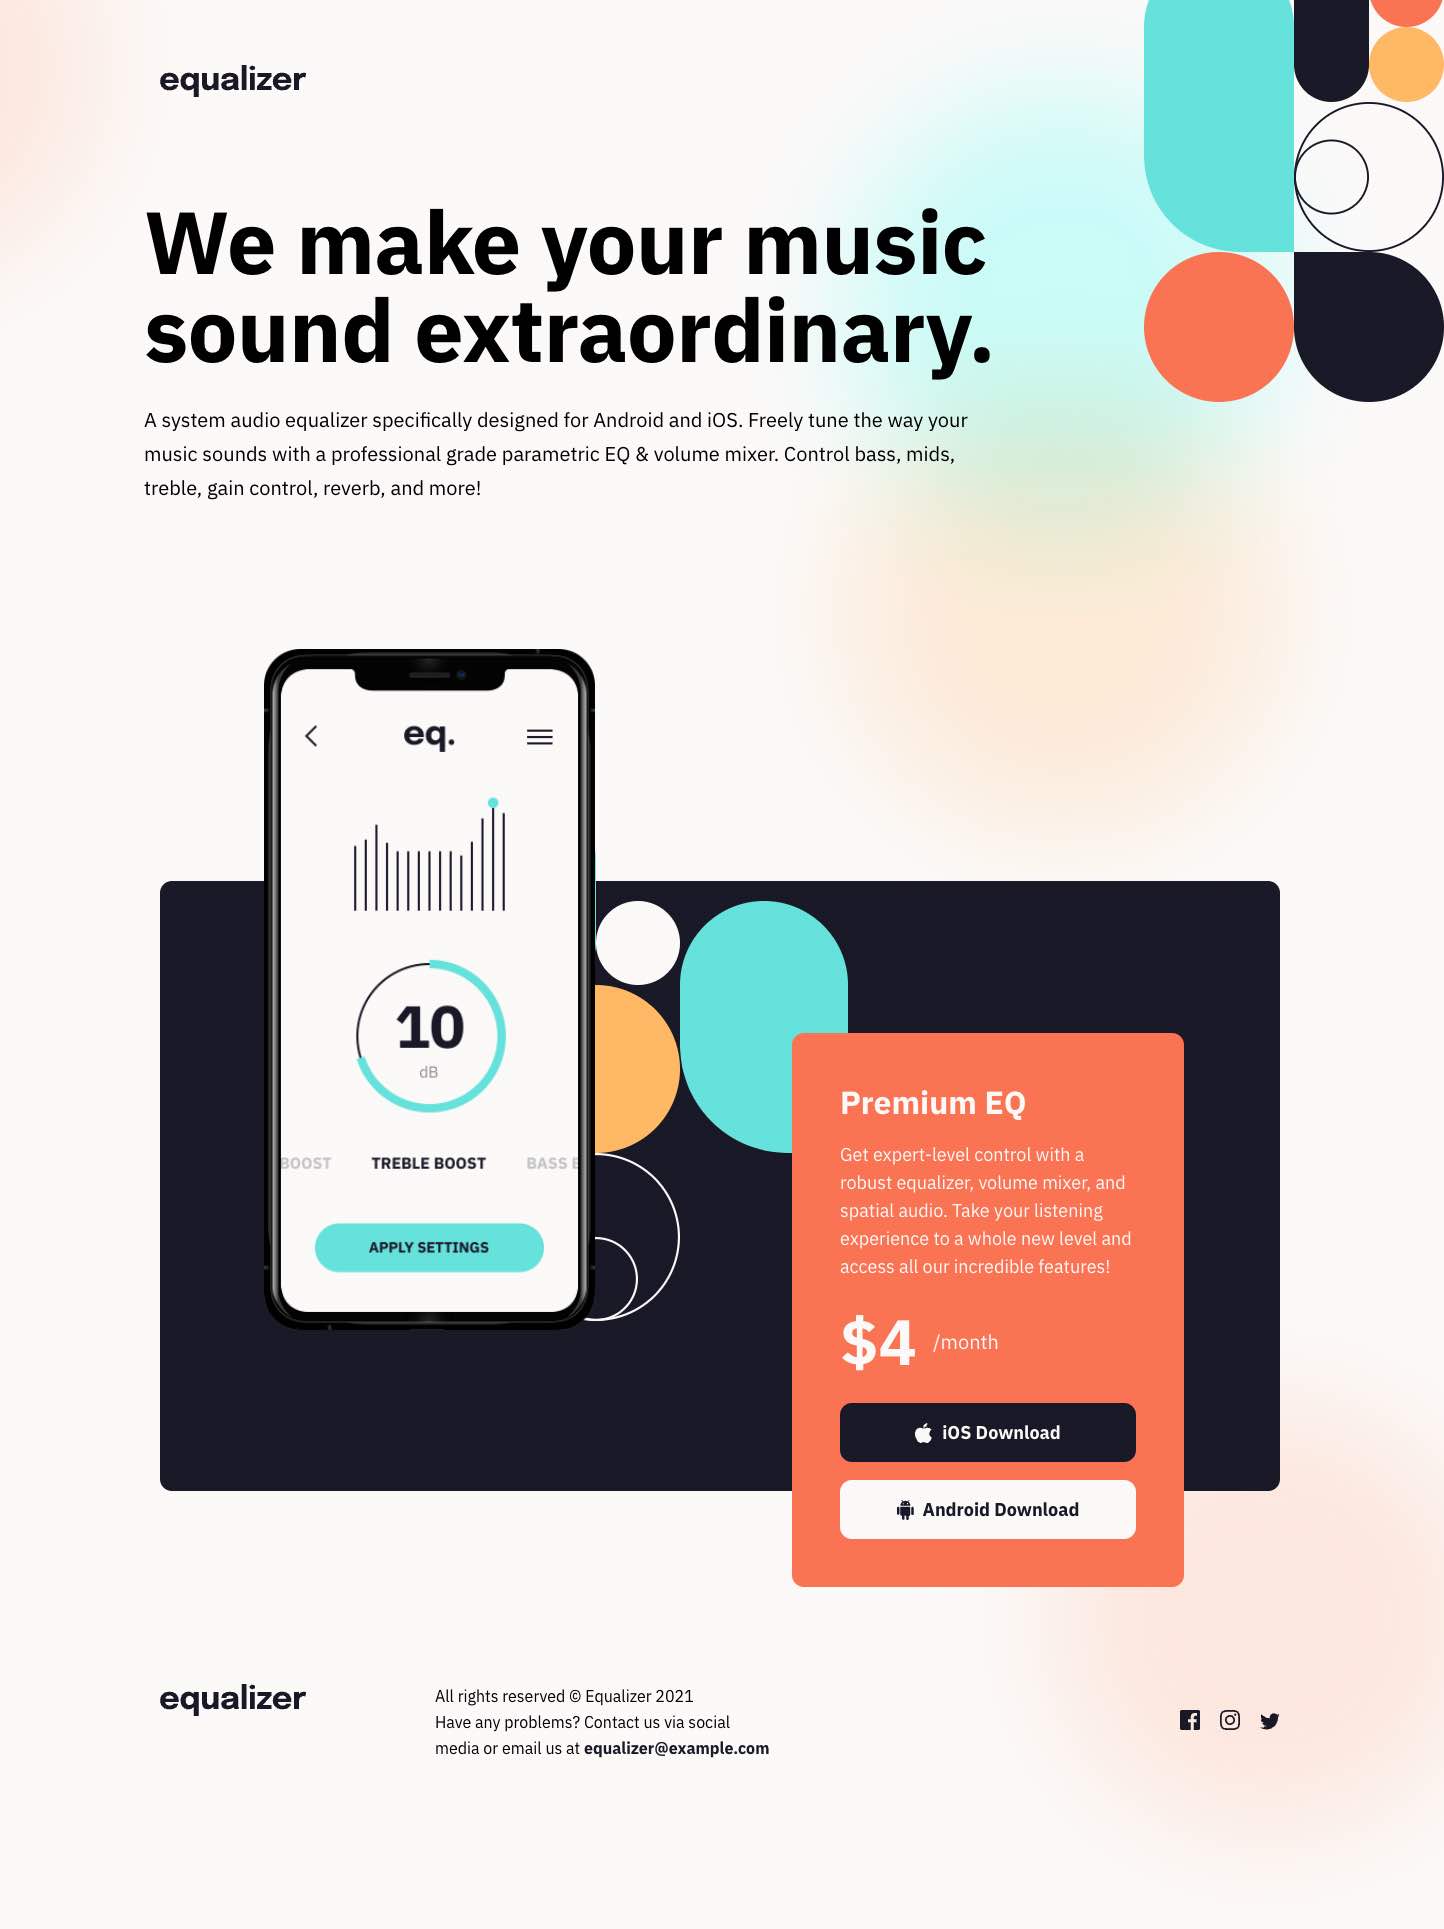 equalizer
We make your music
sound extraordinary.
A system audio equalizer specifically designed for Android and iOS. Freely tune the way your
music sounds with a professional grade parametric EQ & volume mixer. Control bass, mids,
treble, gain control, reverb, and more!
eq.
10
dB
BOOST TREBLE BOOST BASS
APPLY SETTINGS
Premium EQ
Get expert-level control with a
robust equalizer, volume mixer, and
spatial audio. Take your listening
experience to a whole new level and
access all our incredible features!
$4 /month
iOS Download
Android Download
equalizer
All rights reserved © Equalizer 2021
Have any problems? Contact us via social
media or email us at equalizer@example.com